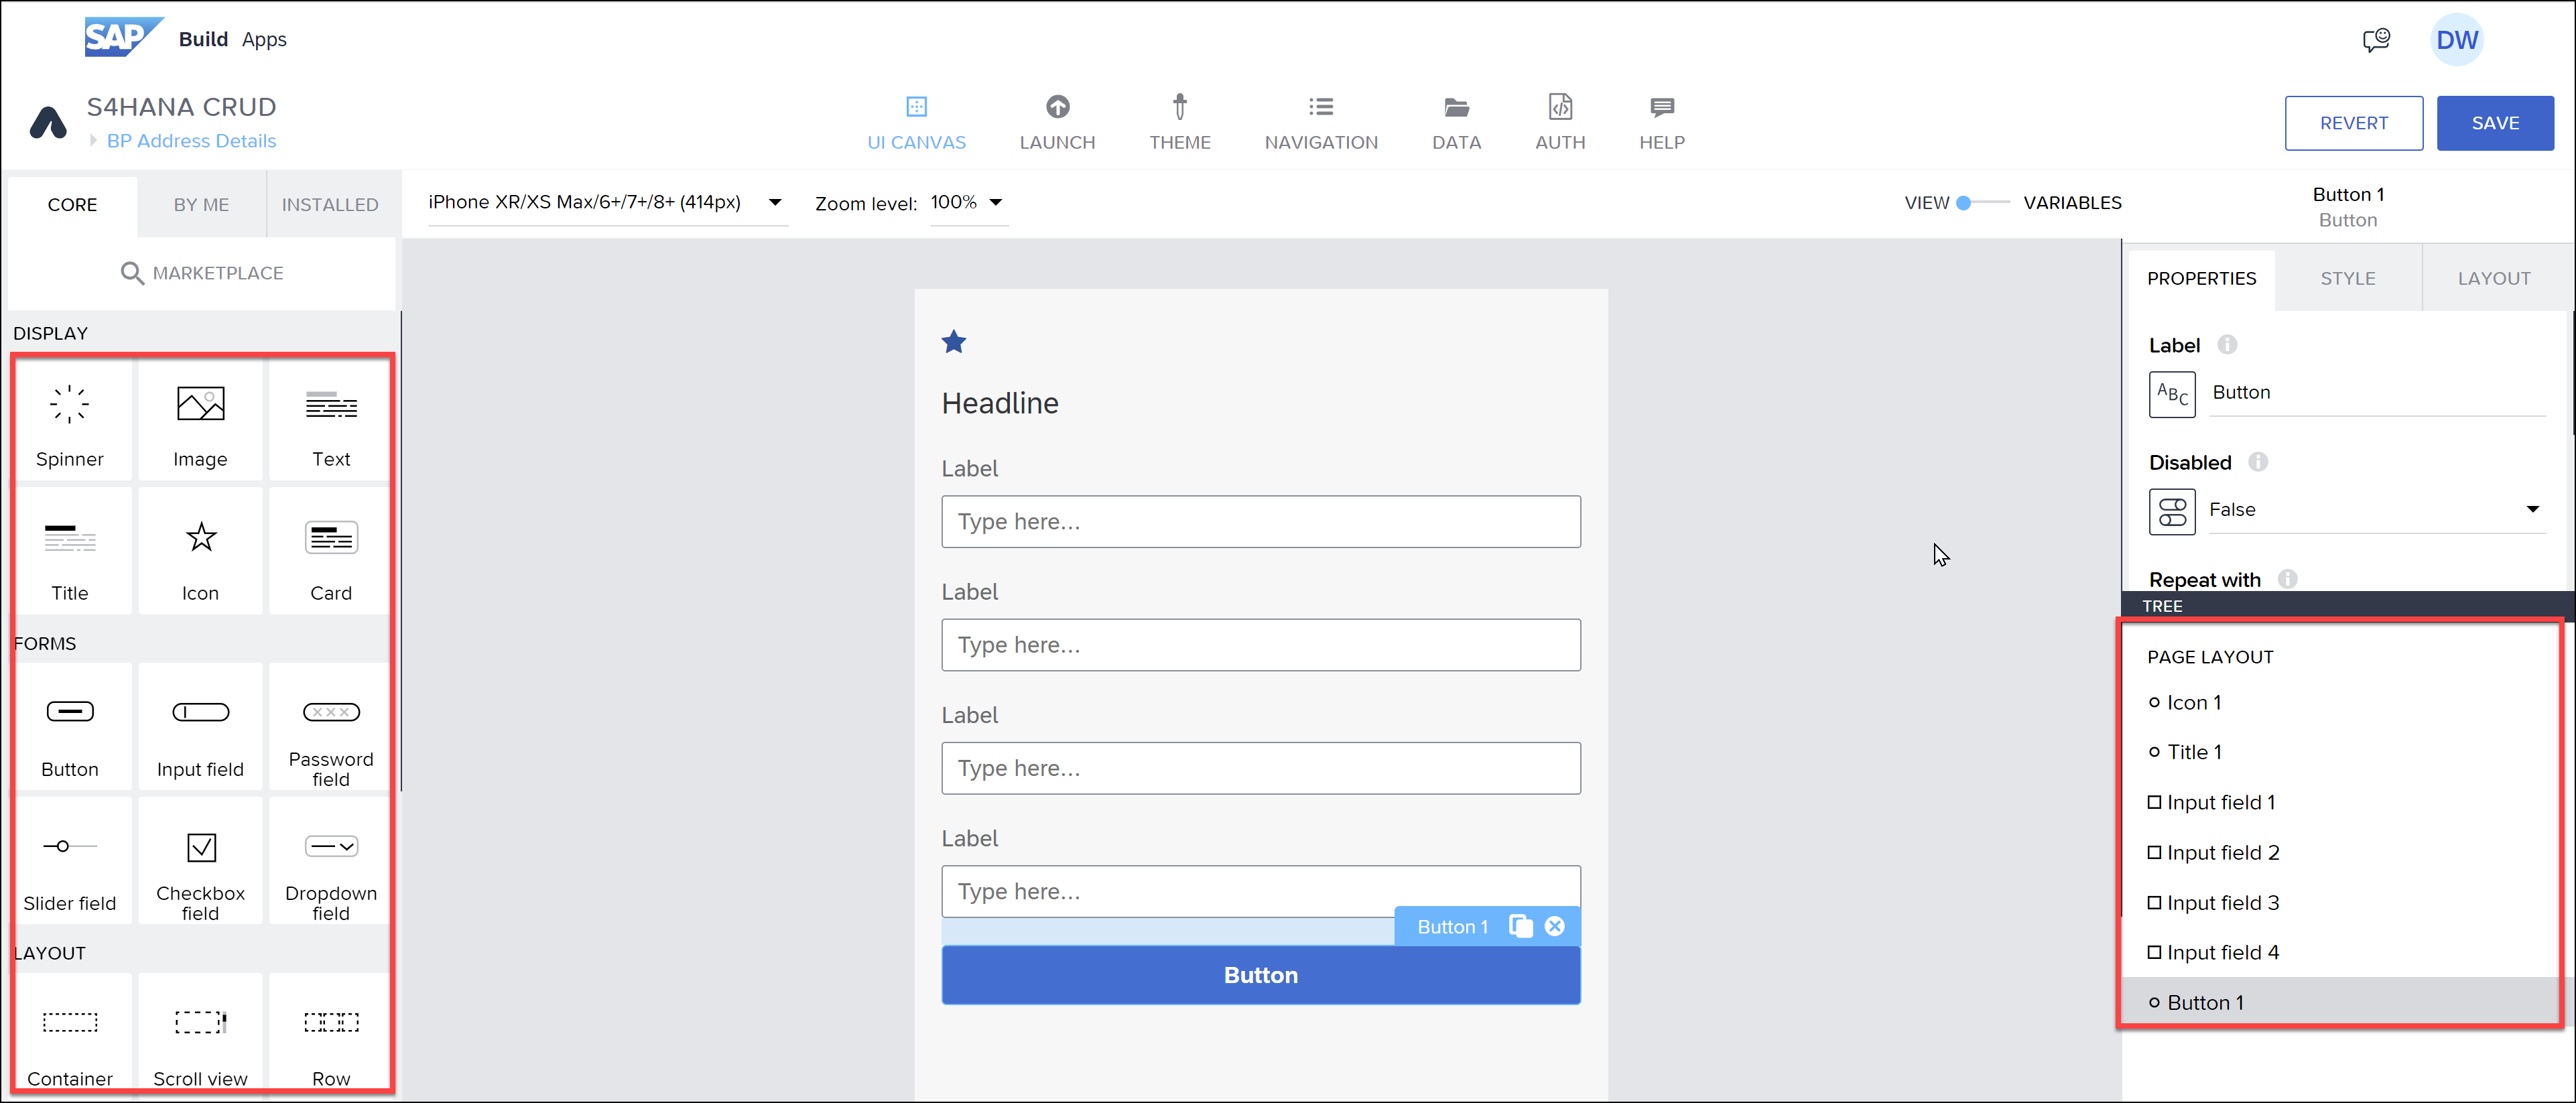 SAP Build Apps
DW
S4HANA CRUD
BP Address Details
UI CANVAS LAUNCH THEME NAVIGATION DATA AUTH HELP
REVERT SAVE
CORE BY ME INSTALLED
iPhone XR/XS Max/6+/7+/8+ (414px) Zoom level: 100%
VIEW VARIABLES
Button 1
Button
MARKETPLACE
PROPERTIES STYLE LAYOUT
DISPLAY
Spinner Image Text
Title Icon Card
FORMS
Button Input field Password field
Slider field Checkbox field Dropdown field
LAYOUT
Container Scroll view Row
Headline
Label
Type here...
Label
Type here...
Label
Type here...
Label
Type here...
Button 1
Button
Label
ABC Button
Disabled
False
Repeat with
TREE
PAGE LAYOUT
Icon 1
Title 1
Input field 1
Input field 2
Input field 3
Input field 4
Button 1